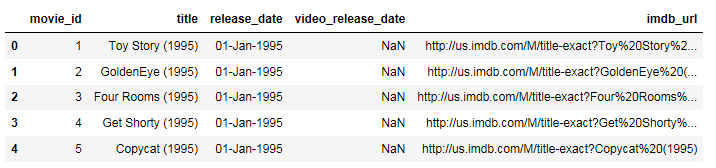 movie_id title release_date video_release_date imdb_url
0 1 Toy Story (1995) 01-Jan-1995 NaN http://us.imdb.com/M/title-exact?Toy%20Story%2...
1 2 GoldenEye (1995) 01-Jan-1995 NaN http://us.imdb.com/M/title-exact?GoldenEye%20(...
2 3 Four Rooms (1995) 01-Jan-1995 NaN http://us.imdb.com/M/title-exact?Four%20Rooms%...
3 4 Get Shorty (1995) 01-Jan-1995 NaN http://us.imdb.com/M/title-exact?Get%20Shorty%...
4 5 Copycat (1995) 01-Jan-1995 NaN http://us.imdb.com/M/title-exact?Copycat%20(1995)